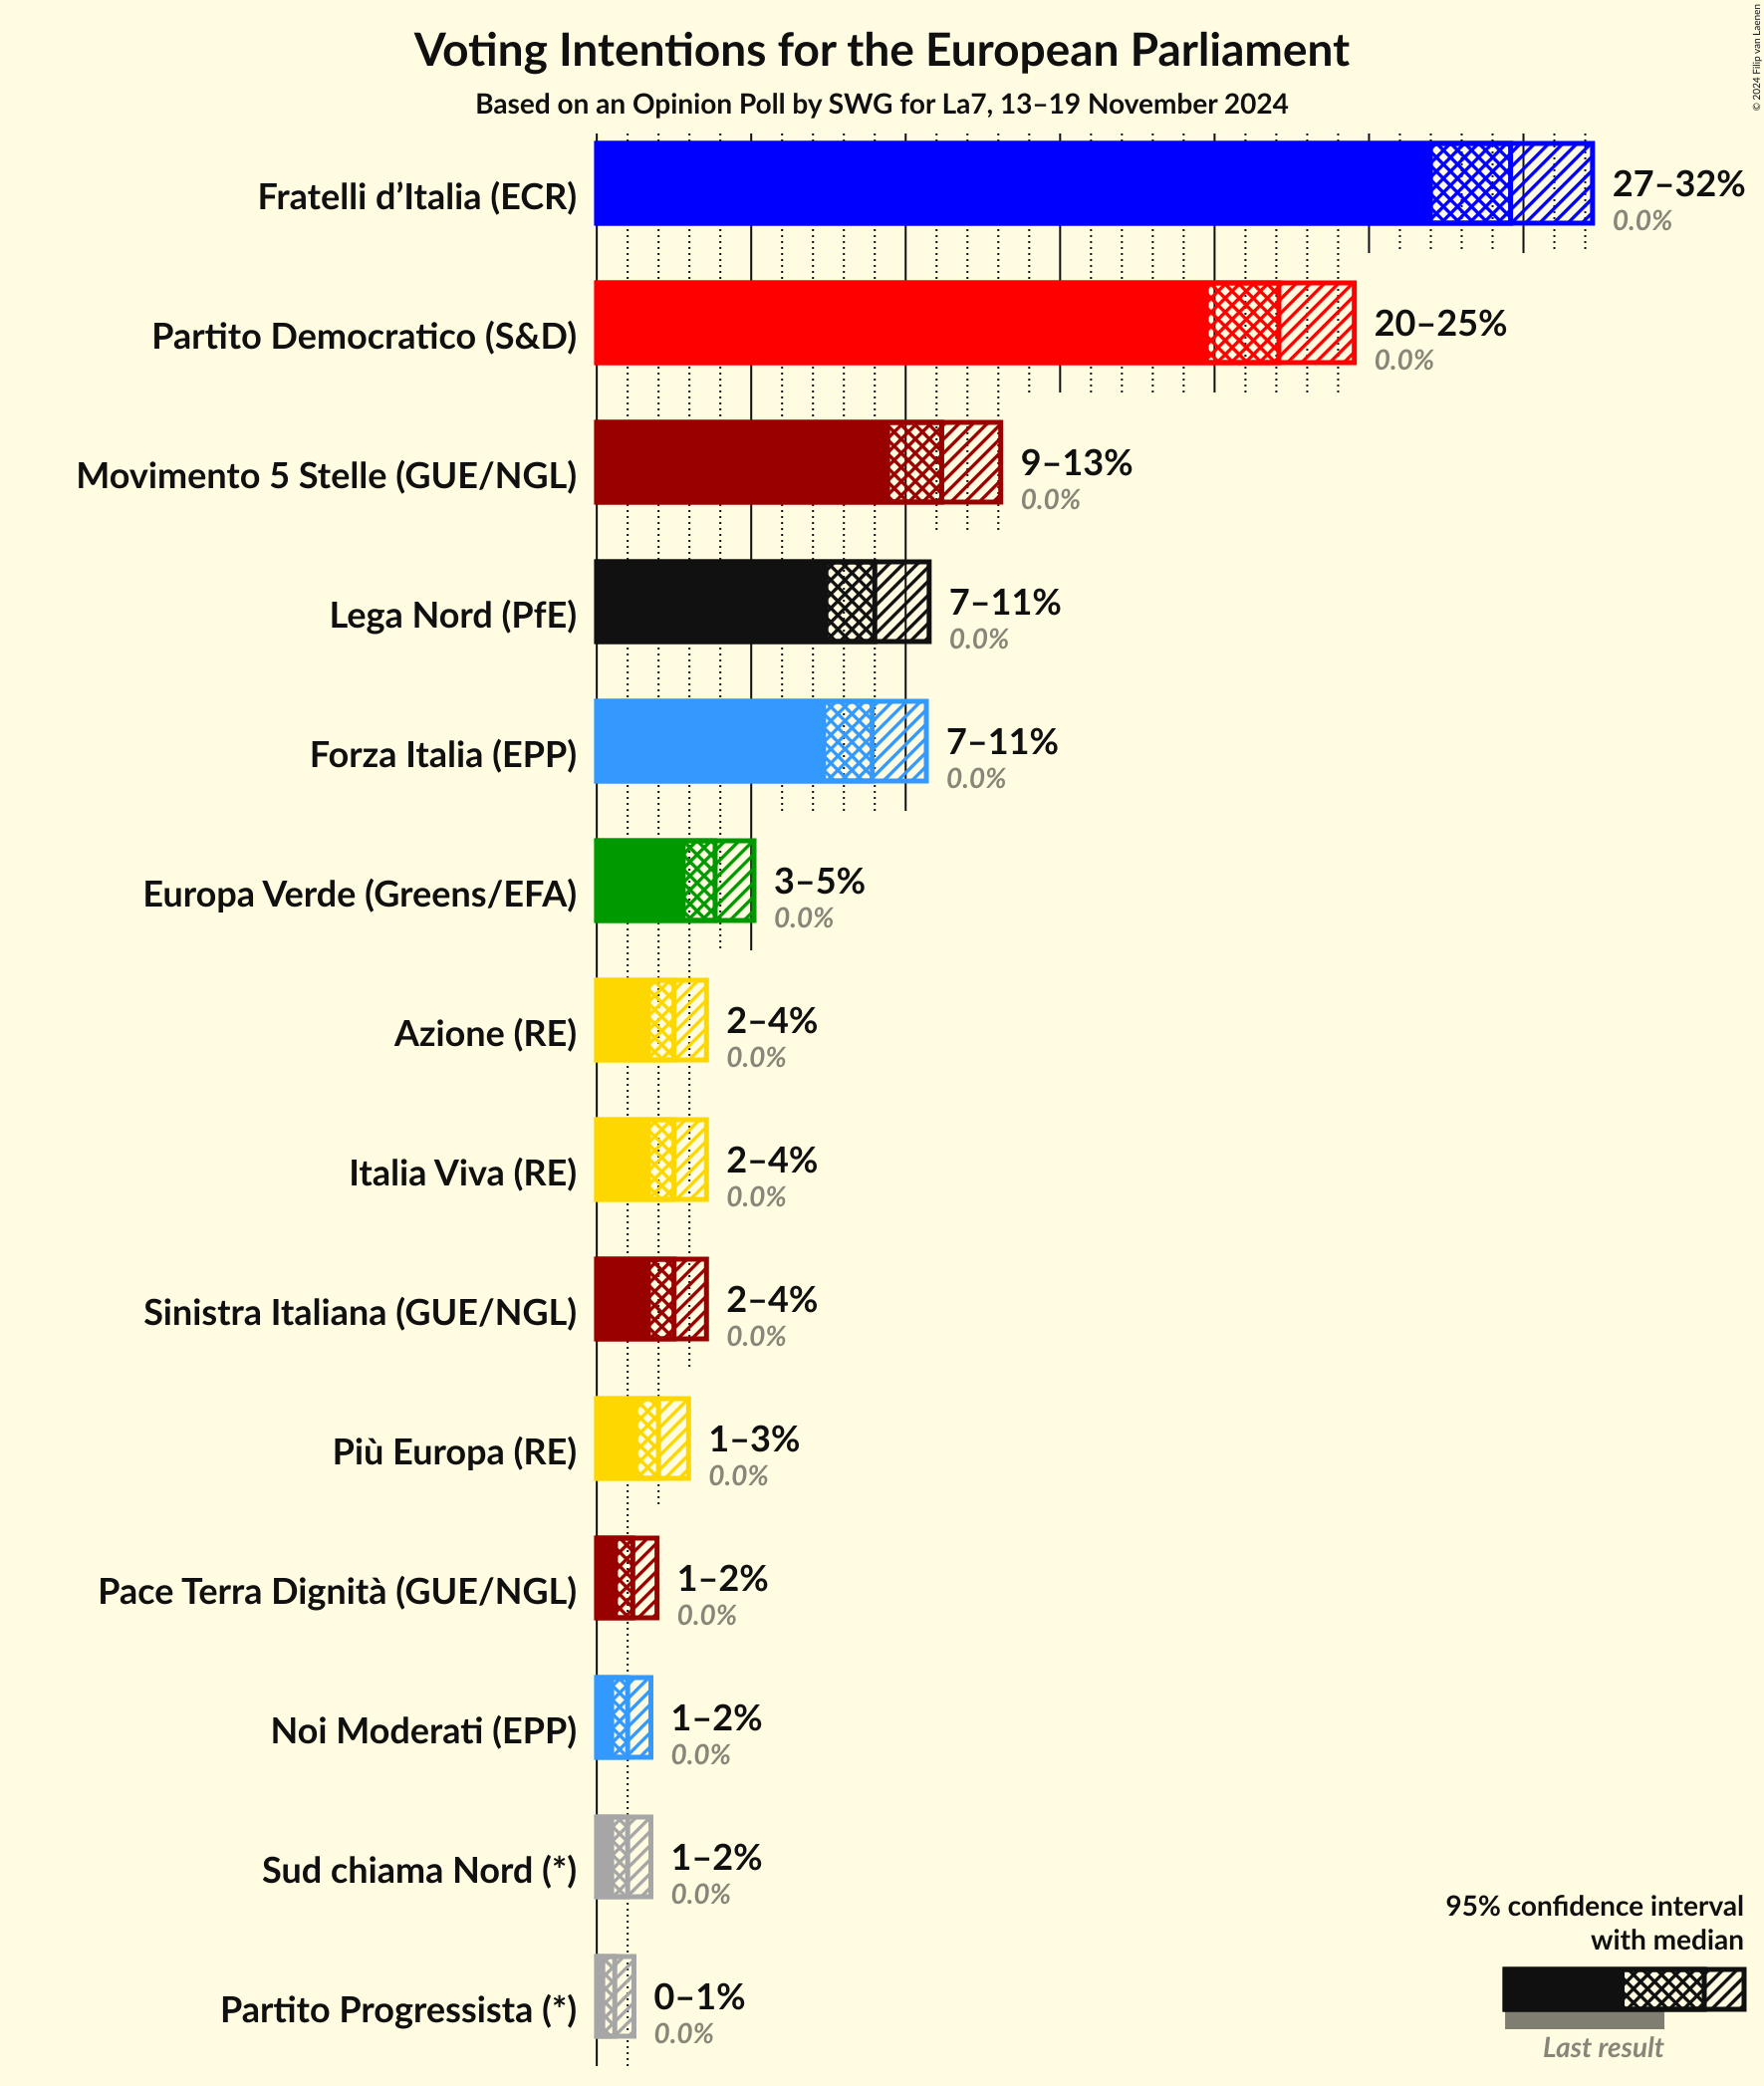 Voting Intentions for the European Parliament
Based on an Opinion Poll by SWG for La7, 13–19 November 2024
© 2024 Filip van Laenen
Fratelli d’Italia (ECR)
27–32%
0.0%
Partito Democratico (S&D)
20–25%
0.0%
Movimento 5 Stelle (GUE/NGL)
9–13%
0.0%
Lega Nord (PfE)
7–11%
0.0%
Forza Italia (EPP)
7–11%
0.0%
Europa Verde (Greens/EFA)
3–5%
0.0%
Azione (RE)
2–4%
0.0%
Italia Viva (RE)
2–4%
0.0%
Sinistra Italiana (GUE/NGL)
2–4%
0.0%
Più Europa (RE)
1–3%
0.0%
Pace Terra Dignità (GUE/NGL)
1–2%
0.0%
Noi Moderati (EPP)
1–2%
0.0%
Sud chiama Nord (*)
1–2%
0.0%
Partito Progressista (*)
0–1%
0.0%
95% confidence interval
with median
Last result